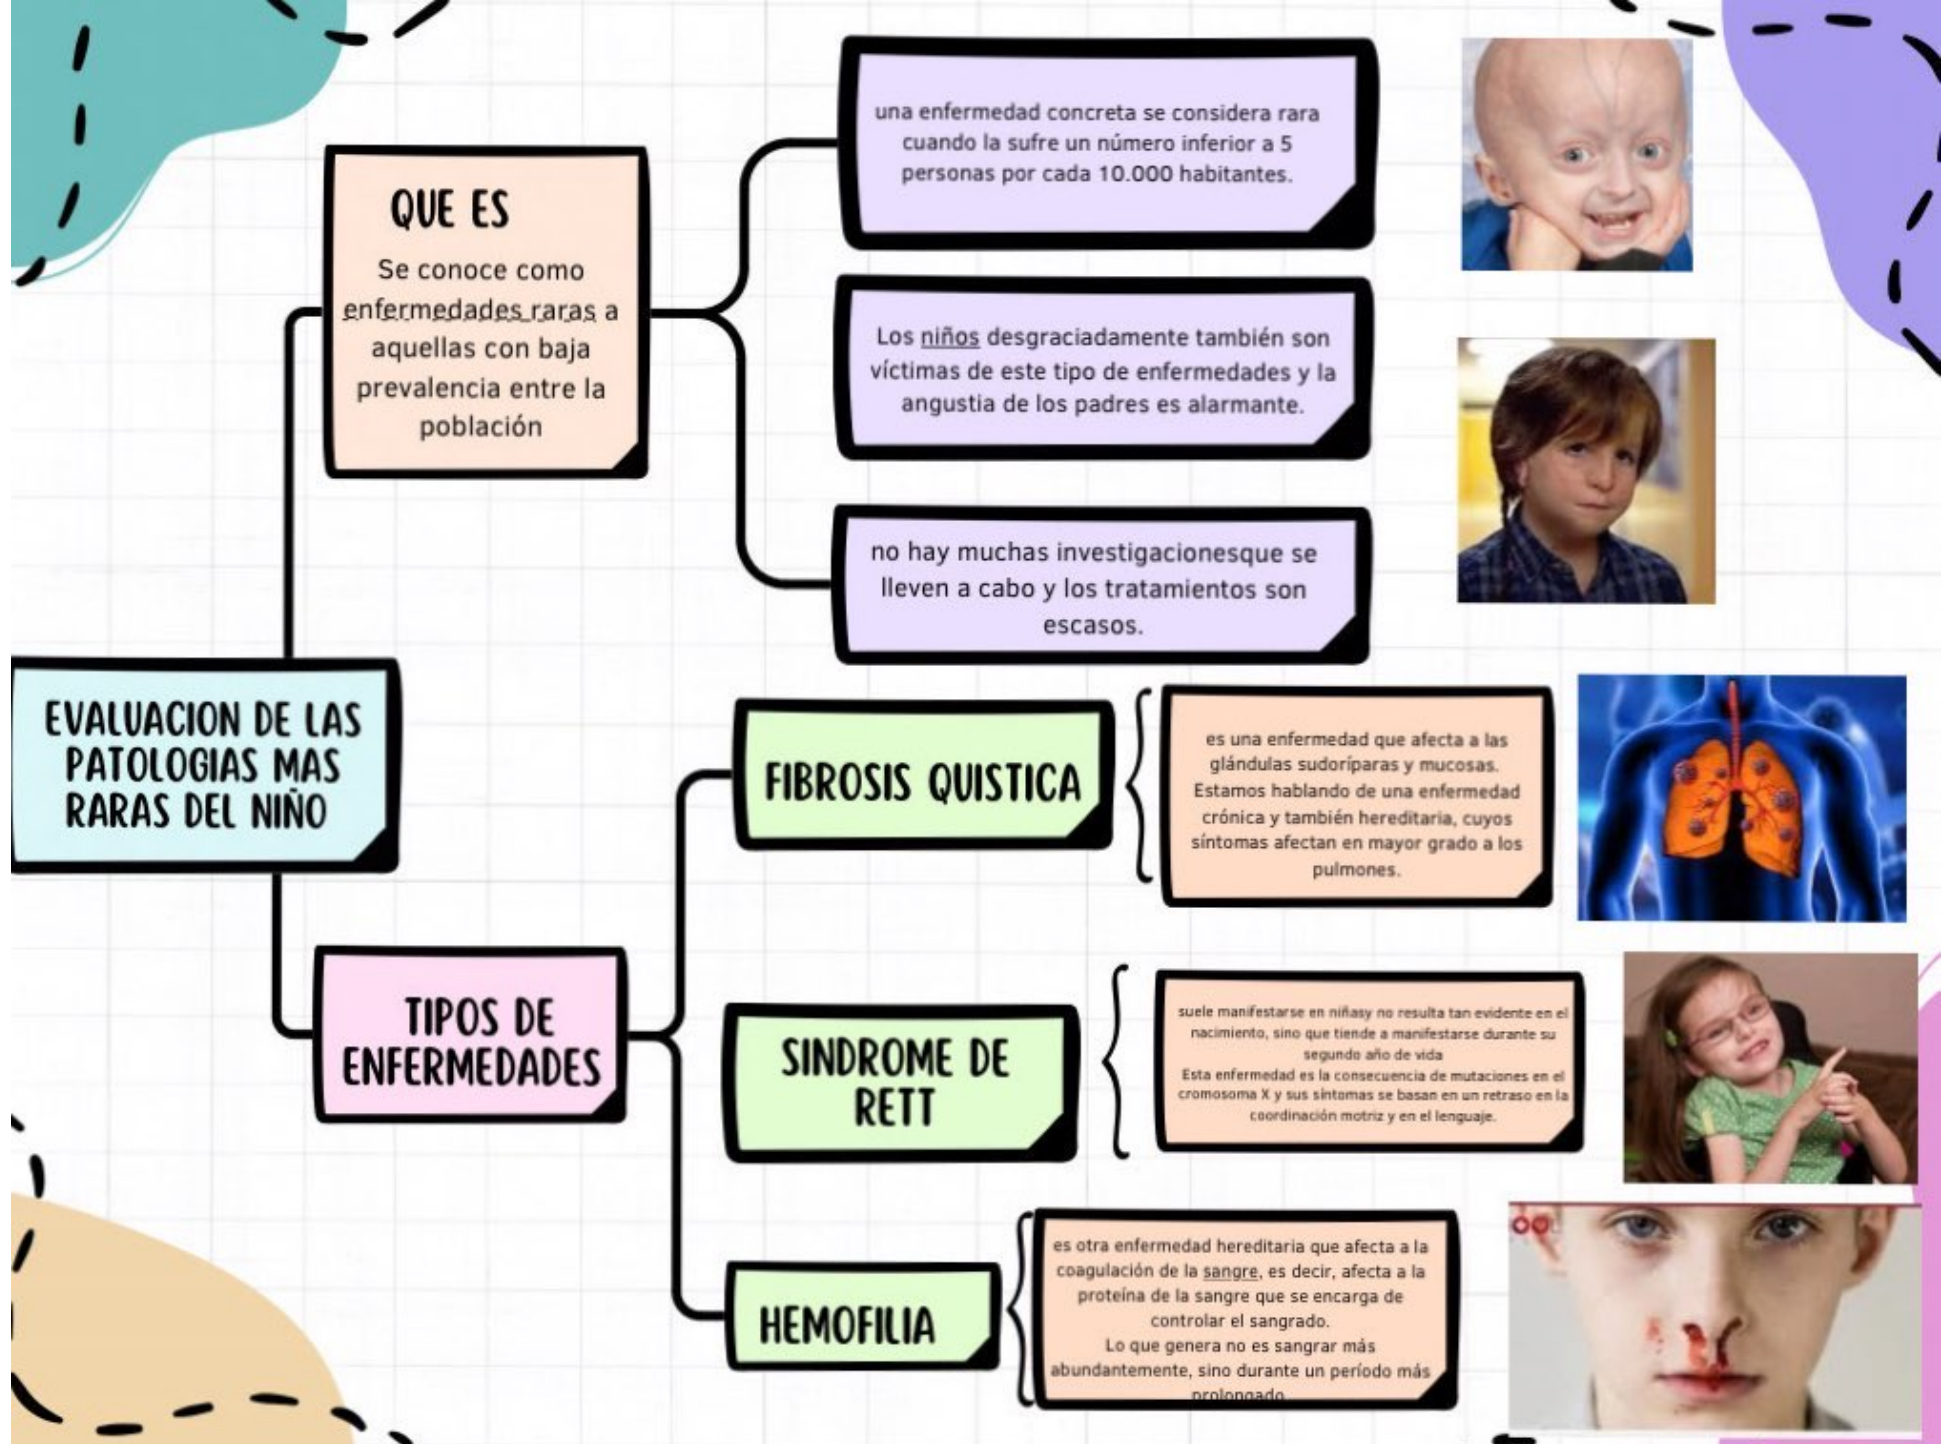 QUE ES
Se conoce como
enfermedades raras a
aquellas con baja
prevalencia entre la
población
una enfermedad concreta se considera rara
cuando la sufre un número inferior a 5
personas por cada 10.000 habitantes.
Los niños desgraciadamente también son
víctimas de este tipo de enfermedades y la
angustia de los padres es alarmante.
no hay muchas investigacionesque se
lleven a cabo y los tratamientos son
escasos.
EVALUACION DE LAS
PATOLOGIAS MAS
RARAS DEL NIÑO
TIPOS DE
ENFERMEDADES
FIBROSIS QUISTICA
es una enfermedad que afecta a las
glándulas sudoríparas y mucosas.
Estamos hablando de una enfermedad
crónica y también hereditaria, cuyos
síntomas afectan en mayor grado a los
pulmones.
SINDROME DE
RETT
suele manifestarse en niñasy no resulta tan evidente en el
nacimiento, sino que tiende a manifestarse durante su
segundo año de vida
Esta enfermedad es la consecuencia de mutaciones en el
cromosoma X y sus síntomas se basan en un retraso en la
coordinación motriz y en el lenguaje.
HEMOFILIA
es otra enfermedad hereditaria que afecta a la
coagulación de la sangre, es decir, afecta a la
proteína de la sangre que se encarga de
controlar el sangrado.
Lo que genera no es sangrar más
abundantemente, sino durante un período más
prolongado